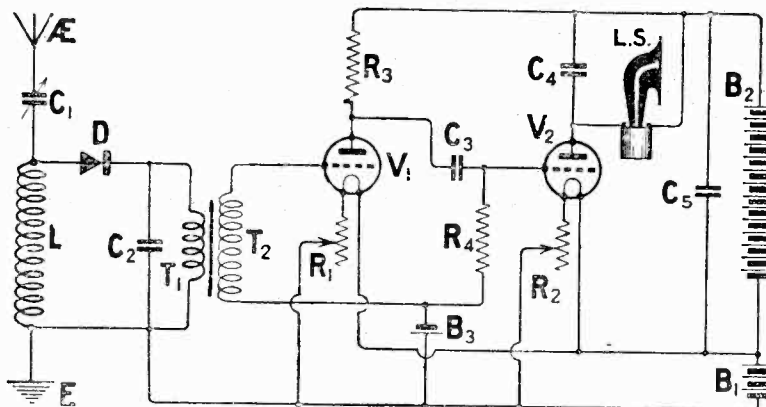 Æ
L.S.
R₃
C₄
B₂
C₁
D
C₃
V₂
V₁
L
C₂
T₁
T₂
R₁
R₄
R₂
C₅
B₃
E
B₁